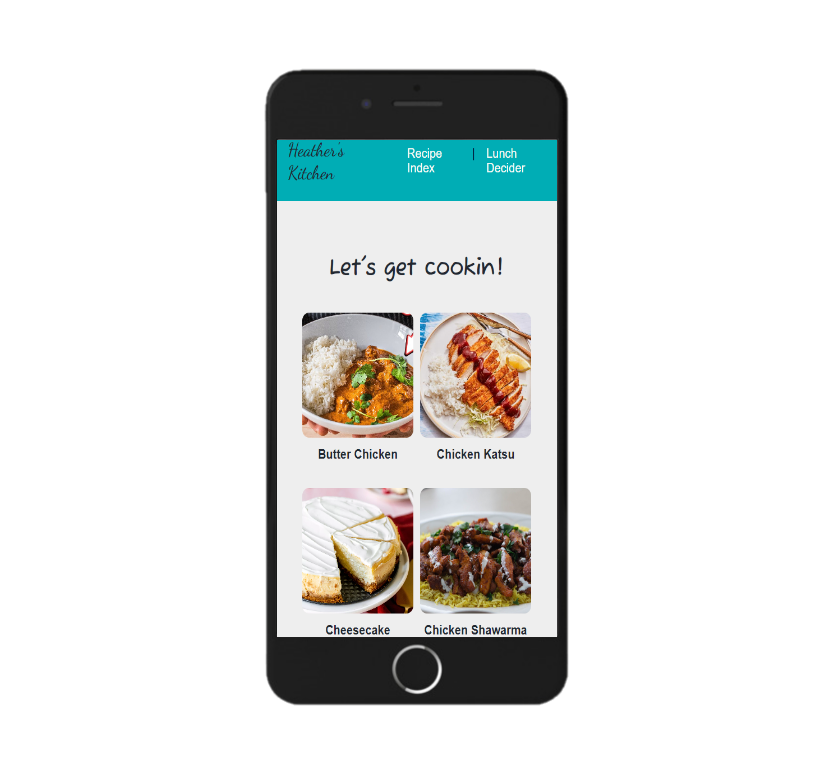 Heather's
Kitchen
Recipe
Index
|
Lunch
Decider
Let's get cookin!
Butter Chicken
Chicken Katsu
Cheesecake
Chicken Shawarma